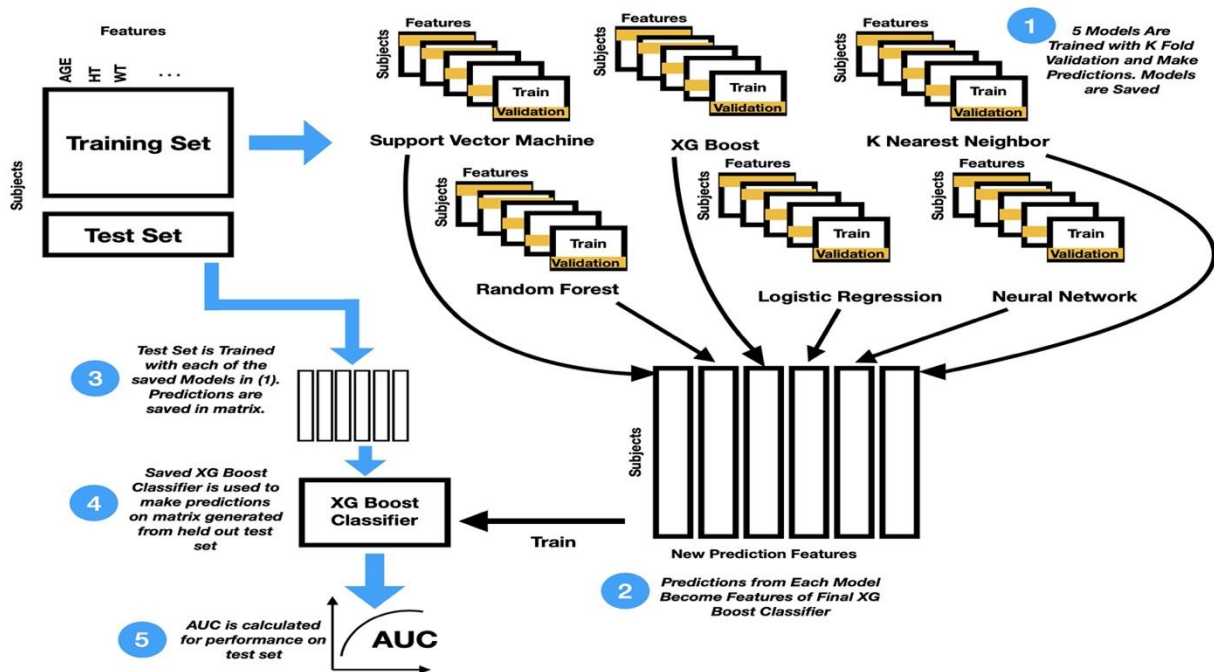 Features
AGE
HT
WT
. . .
Subjects
Training Set
Test Set
Features
Subjects
Train
Validation
Support Vector Machine
Features
Subjects
Train
Validation
XG Boost
Features
Subjects
Train
Validation
K Nearest Neighbor
1
5 Models Are
Trained with K Fold
Validation and Make
Predictions. Models
are Saved
Features
Subjects
Train
Validation
Random Forest
Features
Subjects
Train
Validation
Logistic Regression
Features
Subjects
Train
Validation
Neural Network
Subjects
New Prediction Features
2
Predictions from Each Model
Become Features of Final XG
Boost Classifier
3
Test Set is Trained
with each of the
saved Models in (1).
Predictions are
saved in matrix.
4
Saved XG Boost
Classifier is used to
make predictions
on matrix generated
from held out test
set
XG Boost
Classifier
Train
5
AUC is calculated
for performance on
test set
AUC